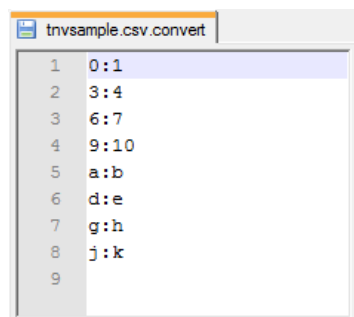 tnvsample.csv.convert
1 0:1
2 3:4
3 6:7
4 9:10
5 a:b
6 d:e
7 g:h
8 j:k
9